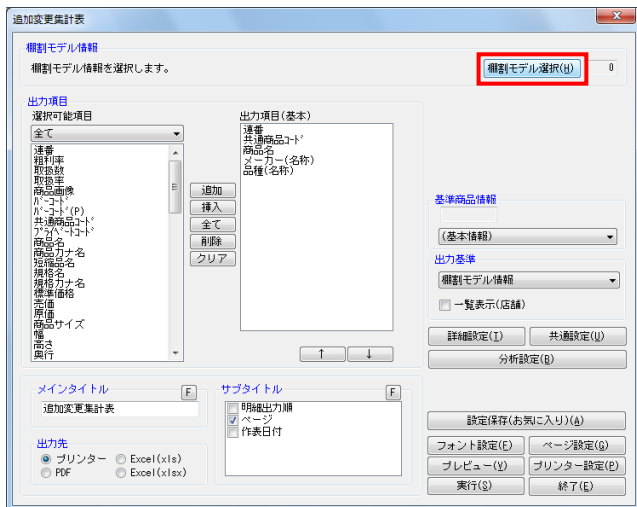 追加変更集計表
棚割モデル情報
棚割モデル情報を選択します。
棚割モデル選択(H)
0
出力項目
選択可能項目
全て
連番
粗利率
取扱数
取扱率
商品画像
ﾊﾞｰｺｰﾄﾞ
ﾊﾞｰｺｰﾄﾞ(P)
共通商品ｺｰﾄﾞ
ﾌﾟﾗｲﾍﾞｰﾄｺｰﾄﾞ
商品名
商品カナ名
短縮品名
規格名
規格カナ名
標準価格
売価
原価
商品サイズ
幅
高さ
奥行
追加
挿入
全て
削除
クリア
出力項目(基本)
連番
共通商品ｺｰﾄﾞ
商品名
メーカー(名称)
品種(名称)
↑
↓
基準商品情報
(基本情報)
出力基準
棚割モデル情報
一覧表示(店舗)
詳細設定(I)
共通設定(U)
分析設定(B)
メインタイトル
F
追加変更集計表
サブタイトル
F
明細出力順
ページ
作表日付
出力先
プリンター
Excel(xls)
PDF
Excel(xlsx)
設定保存(お気に入り)(A)
フォント設定(F)
ページ設定(G)
プレビュー(V)
プリンター設定(P)
実行(S)
終了(E)